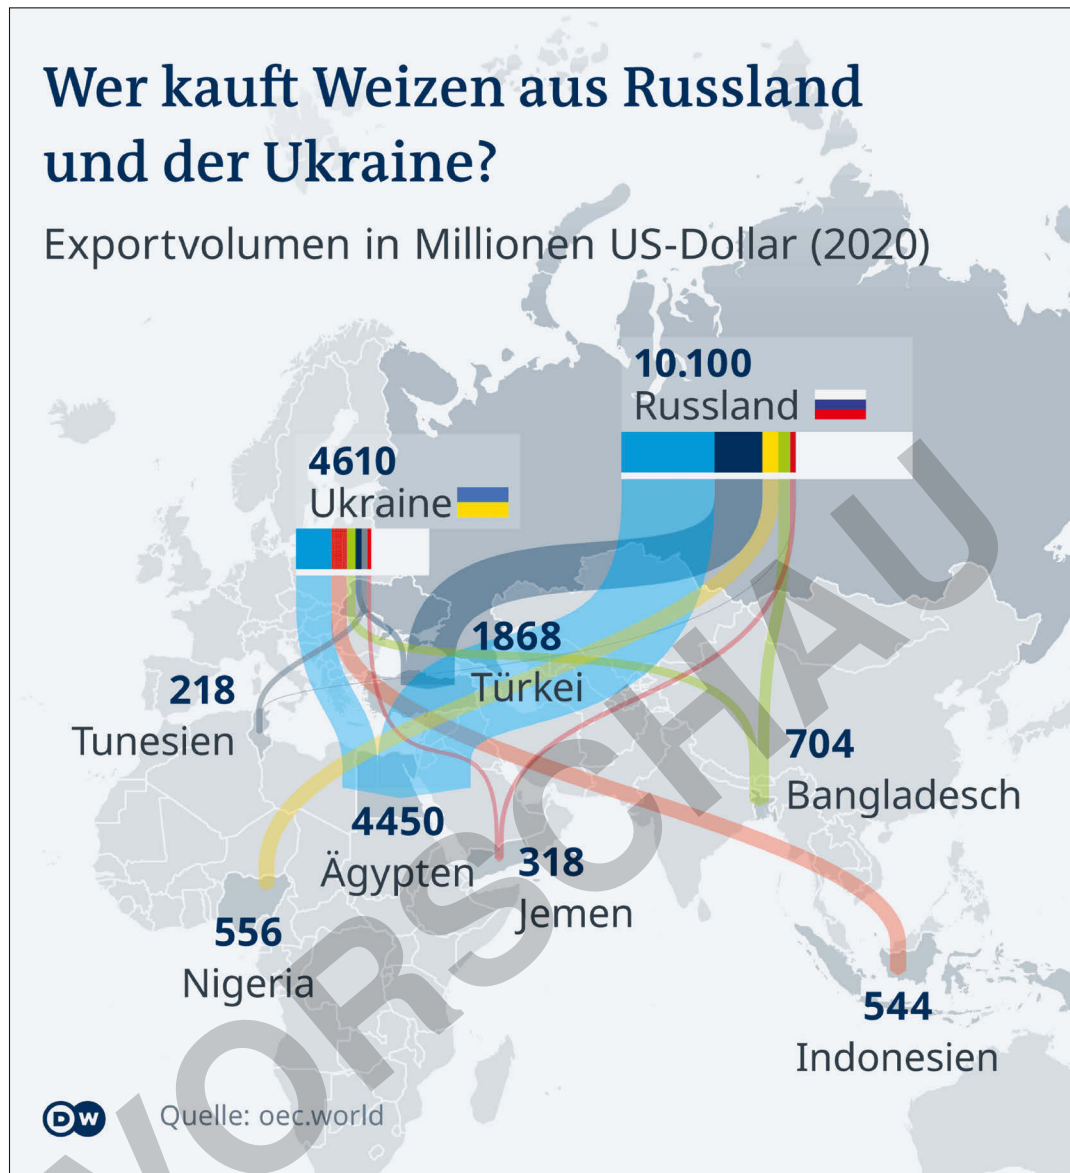 Wer kauft Weizen aus Russland
und der Ukraine?
Exportvolumen in Millionen US-Dollar (2020)
10.100
Russland
4610
Ukraine
1868
Türkei
218
Tunesien
704
Bangladesch
4450
Ägypten
318
Jemen
556
Nigeria
544
Indonesien
DW
Quelle: oec.world
VORSCHAU